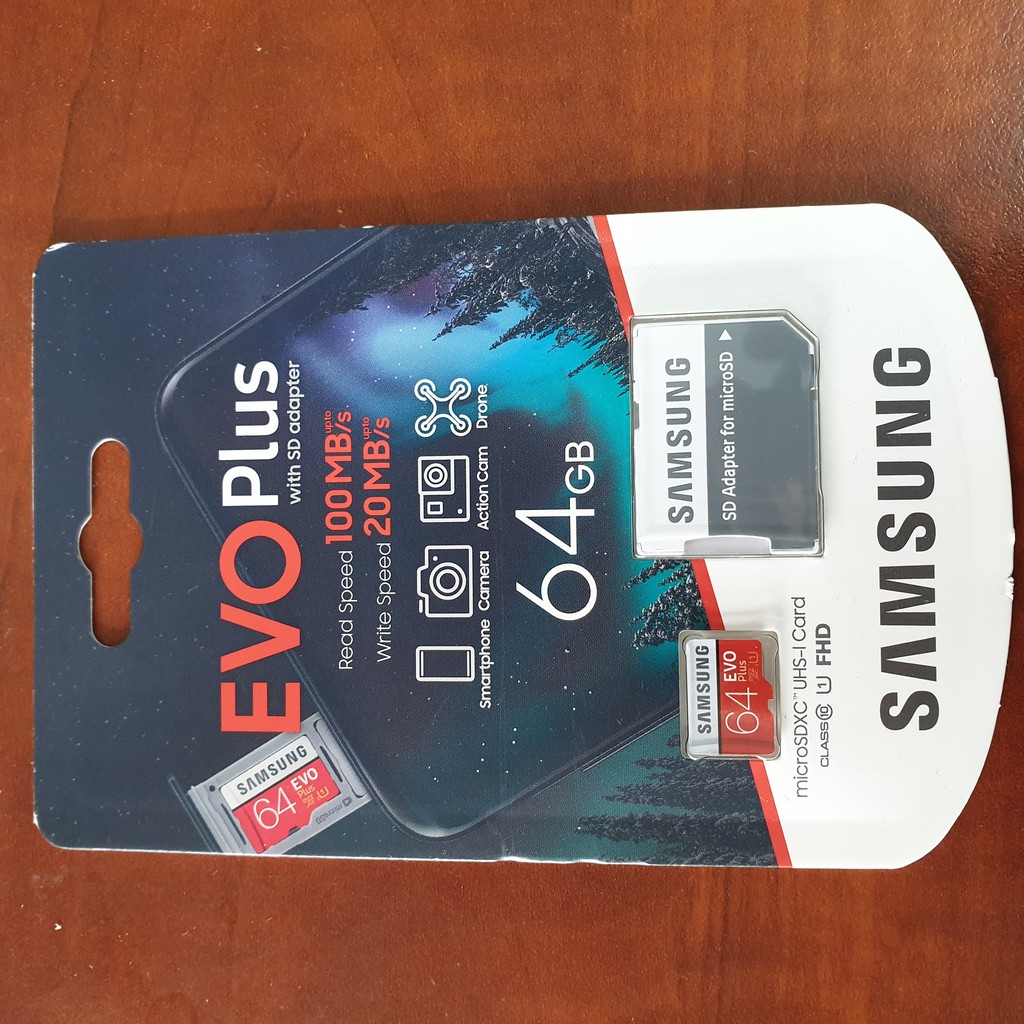 EVO Plus
with SD adapter
Read Speed up to 100MB/s
Write Speed up to 20MB/s
Smartphone Camera Action Cam Drone
64GB
SAMSUNG
64 EVO
Plus
microSD
SAMSUNG
SD Adapter for microSD
SAMSUNG
64 EVO
Plus
microSDXC™ UHS-I Card
CLASS 10 U1 FHD
SAMSUNG